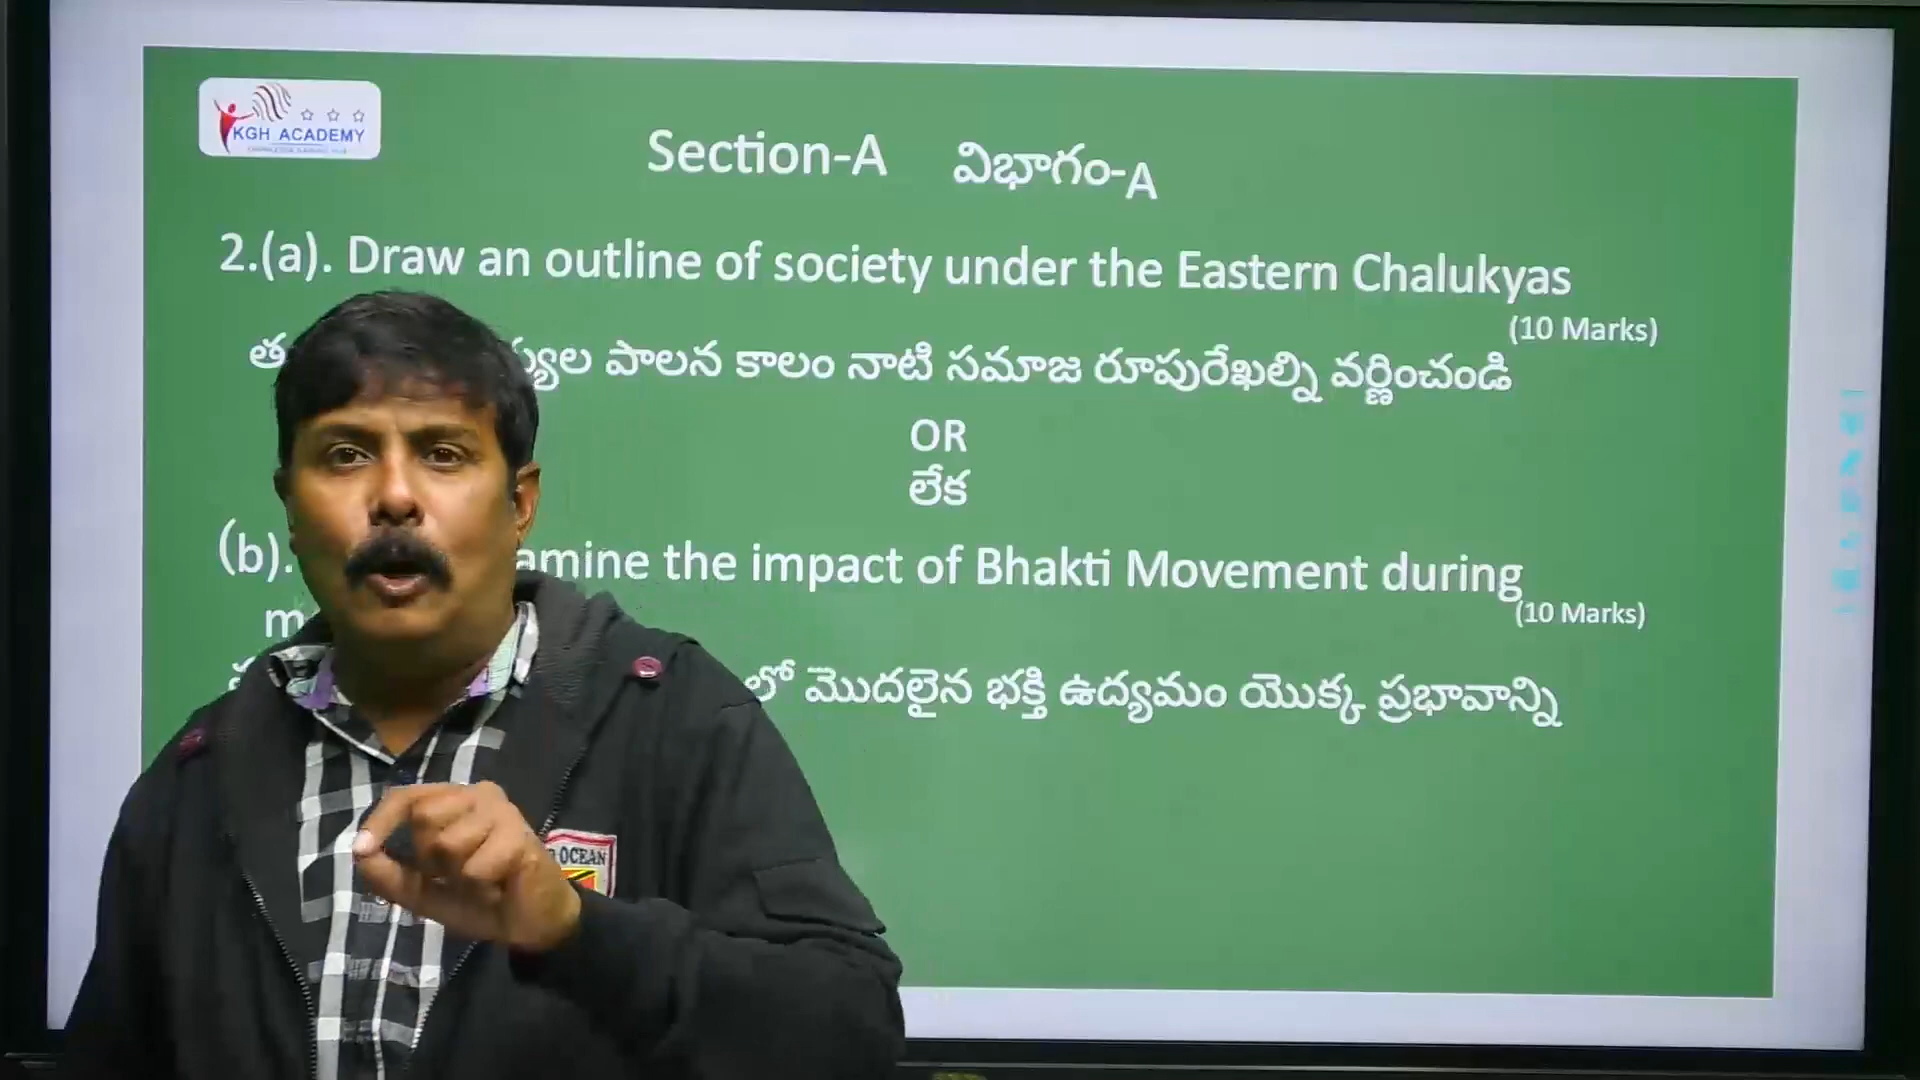 KGH ACADEMY
Section-A విభాగం-A
2.(a). Draw an outline of society under the Eastern Chalukyas
(10 Marks)
పాలన కాలం నాటి సమాజ రూపురేఖల్ని వర్ణించండి
OR
లేక
(b). amine the impact of Bhakti Movement during
(10 Marks)
లో మొదలైన భక్తి ఉద్యమం యొక్క ప్రభావాన్ని
OCEAN